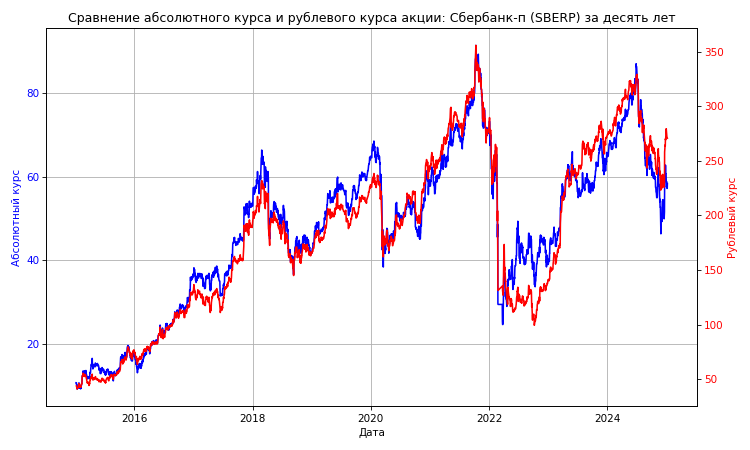 Сравнение абсолютного курса и рублевого курса акции: Сбербанк-п (SBERP) за десять лет
Абсолютный курс
80
60
40
20
350
300
250
200
150
100
50
Рублевый курс
2016 2018 2020 2022 2024
Дата